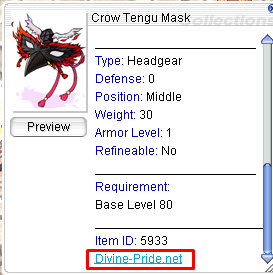 Crow Tengu Mask
Preview
Type: Headgear
Defense: 0
Position: Middle
Weight: 30
Armor Level: 1
Refineable: No
Requirement:
Base Level 80
Item ID: 5933
Divine-Pride.net